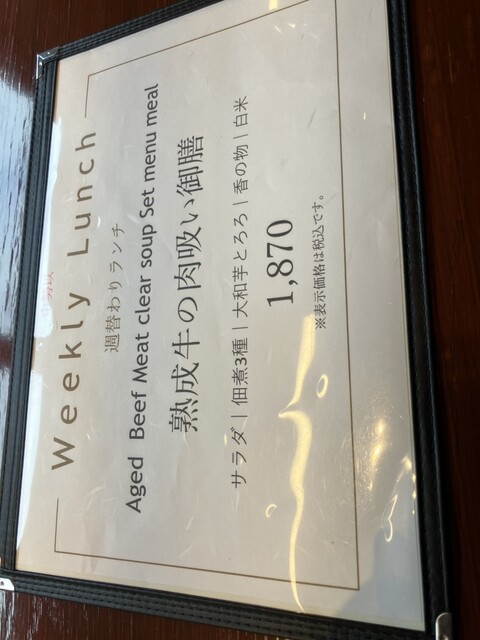 Weekly Lunch
週替わりランチ
Aged Beef Meat clear soup Set menu meal
熟成牛の肉吸い御膳
サラダ | 佃煮3種 | 大和芋とろろ | 香の物 | 白米
1,870
※表示価格は税込です。